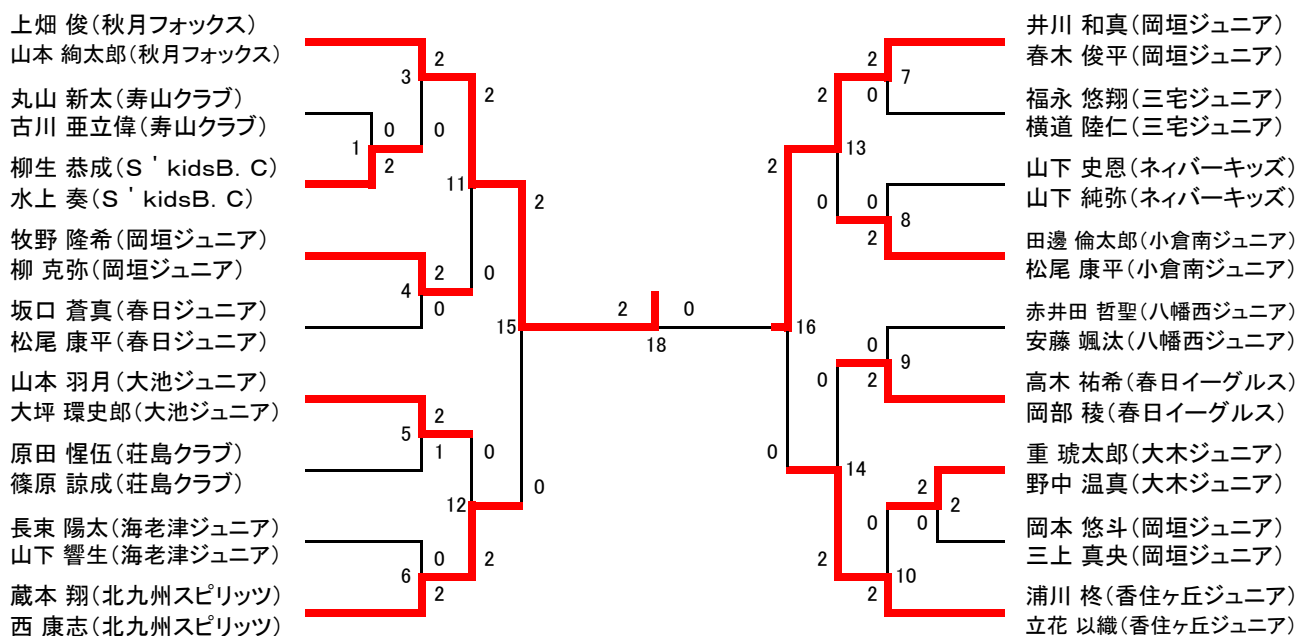 上畑 俊(秋月フォックス)
山本 絢太郎(秋月フォックス)
丸山 新太(寿山クラブ)
古川 亜立偉(寿山クラブ)
柳生 恭成(S'kidsB.C)
水上 奏(S'kidsB.C)
牧野 隆希(岡垣ジュニア)
柳 克弥(岡垣ジュニア)
坂口 蒼真(春日ジュニア)
松尾 康平(春日ジュニア)
山本 羽月(大池ジュニア)
大坪 環史郎(大池ジュニア)
原田 惺伍(荘島クラブ)
篠原 諒成(荘島クラブ)
長束 陽太(海老津ジュニア)
山下 響生(海老津ジュニア)
蔵本 翔(北九州スピリッツ)
西 康志(北九州スピリッツ)
2
3
2
0
0
1
2
11
2
2
0
4
0
15
2
5
1
0
12
0
0
2
6
2
2
0
18
2
7
2
0
13
2
0
0
8
2
16
0
9
0
2
0
14
2
2
0
0
2
10
2
井川 和真(岡垣ジュニア)
春木 俊平(岡垣ジュニア)
福永 悠翔(三宅ジュニア)
横道 陸仁(三宅ジュニア)
山下 史恩(ネィバーキッズ)
山下 純弥(ネィバーキッズ)
田邊 倫太郎(小倉南ジュニア)
松尾 康平(小倉南ジュニア)
赤井田 哲聖(八幡西ジュニア)
安藤 颯汰(八幡西ジュニア)
高木 祐希(春日イーグルス)
岡部 稜(春日イーグルス)
重 琥太郎(大木ジュニア)
野中 温真(大木ジュニア)
岡本 悠斗(岡垣ジュニア)
三上 真央(岡垣ジュニア)
浦川 柊(香住ヶ丘ジュニア)
立花 以織(香住ヶ丘ジュニア)